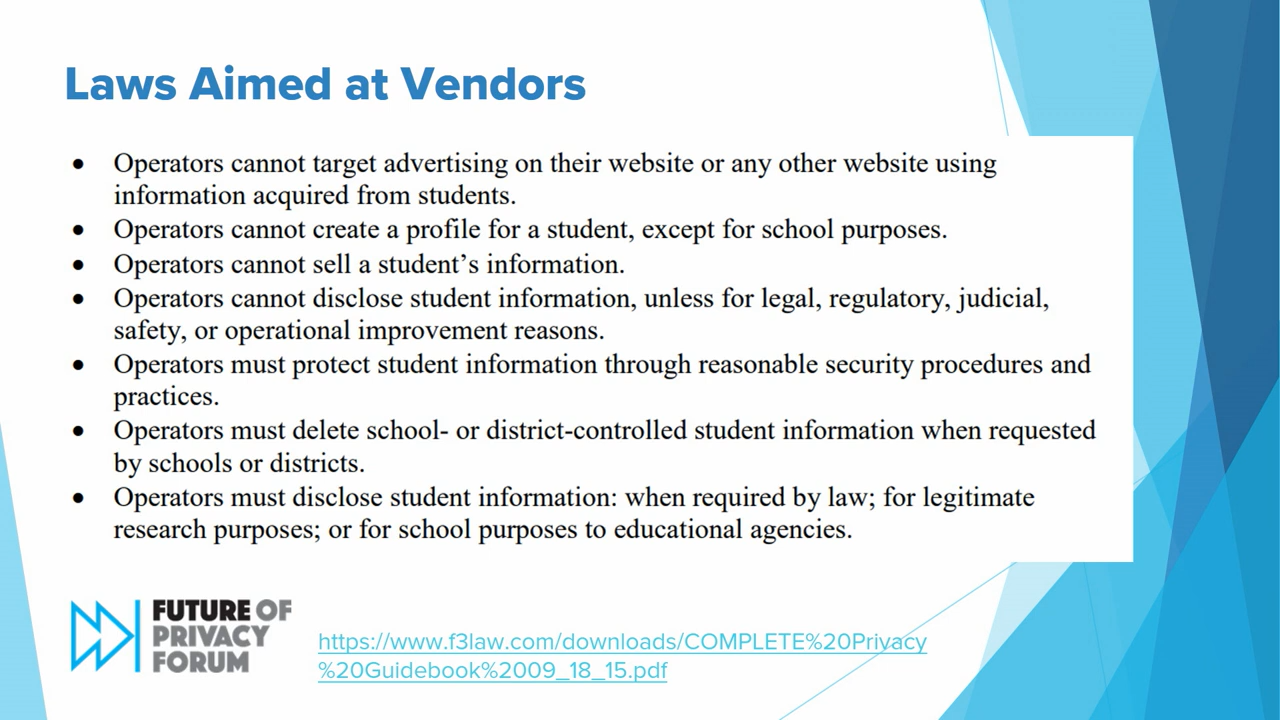 Laws Aimed at Vendors
● Operators cannot target advertising on their website or any other website using
information acquired from students.
● Operators cannot create a profile for a student, except for school purposes.
● Operators cannot sell a student’s information.
● Operators cannot disclose student information, unless for legal, regulatory, judicial,
safety, or operational improvement reasons.
● Operators must protect student information through reasonable security procedures and
practices.
● Operators must delete school- or district-controlled student information when requested
by schools or districts.
● Operators must disclose student information: when required by law; for legitimate
research purposes; or for school purposes to educational agencies.
FUTURE OF
PRIVACY
FORUM
https://www.f3law.com/downloads/COMPLETE%20Privacy
%20Guidebook%2009_18_15.pdf